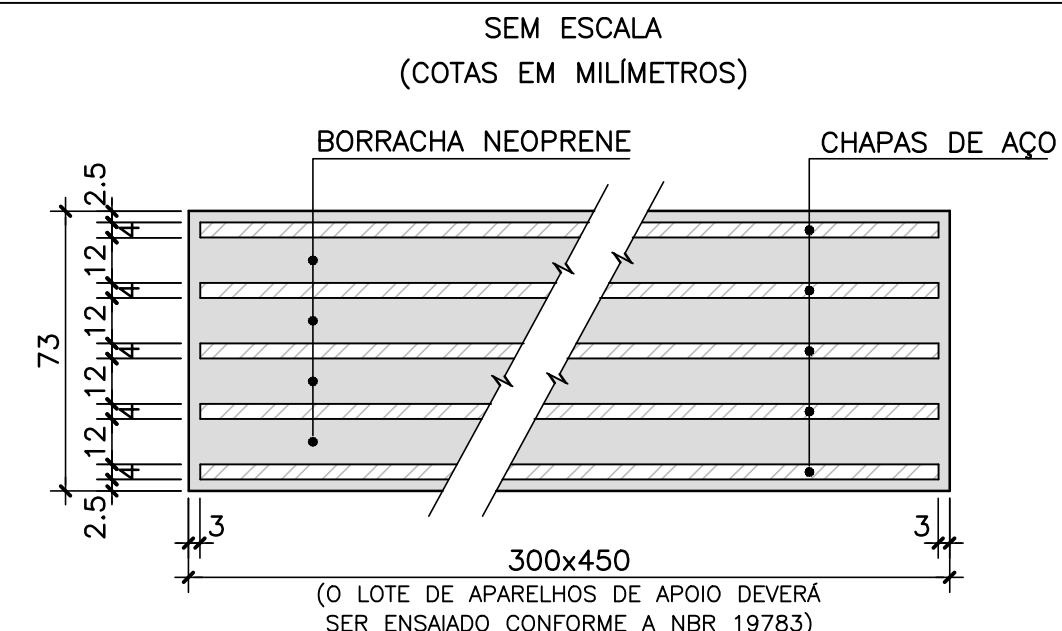 SEM ESCALA
(COTAS EM MILÍMETROS)
BORRACHA NEOPRENE
CHAPAS DE AÇO
2.5
4
12
4
12
4
12
4
12
4
2.5
73
3
3
300x450
(O LOTE DE APARELHOS DE APOIO DEVERÁ
SER ENSAIADO CONFORME A NBR 19783)